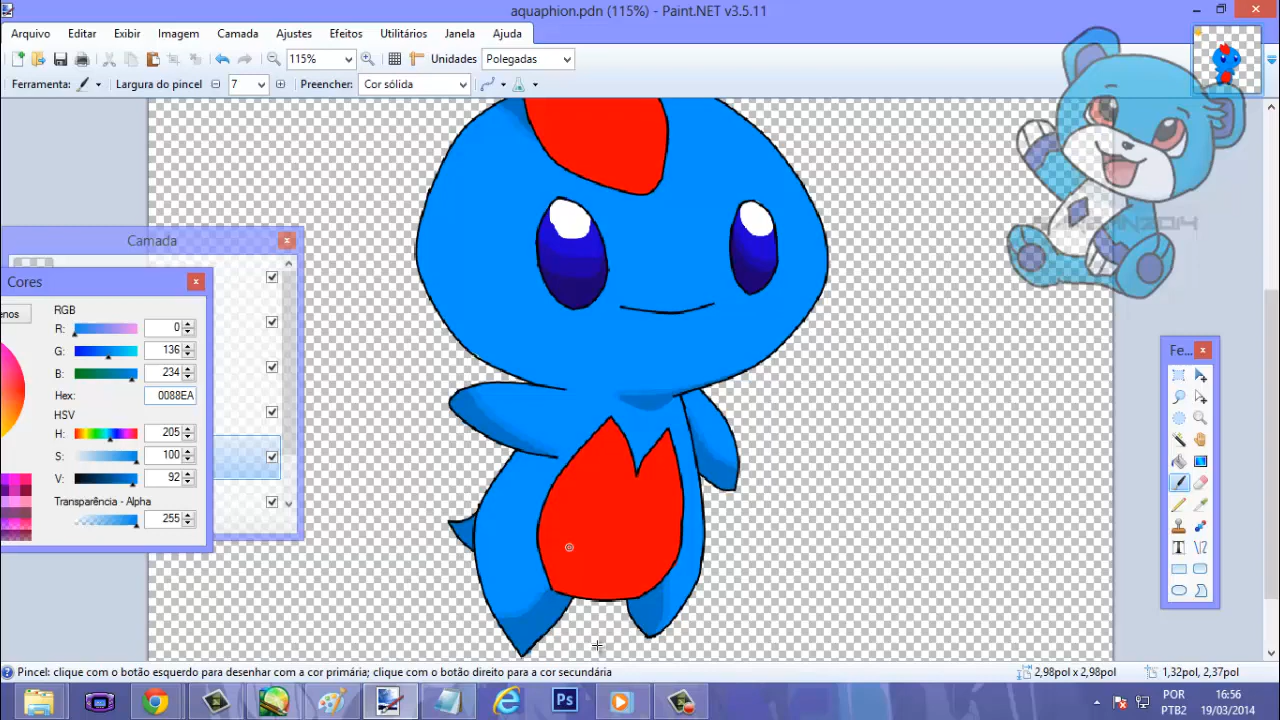 aquaphion.pdn (115%) - Paint.NET v3.5.11
Arquivo Editar Exibir Imagem Camada Ajustes Efeitos Utilitários Janela Ajuda
115% Unidades Polegadas
Ferramenta: Largura do pincel 7 Preencher: Cor sólida
Camada
Cores
enos
RGB
R: 0
G: 136
B: 234
Hex: 0088EA
HSV
H: 205
S: 100
V: 92
Transparência - Alpha
255
Fe...
Pincel: clique com o botão esquerdo para desenhar com a cor primária; clique com o botão direito para a cor secundária
2,98pol x 2,98pol
1,32pol, 2,37pol
Ps
POR
PTB2
16:56
19/03/2014